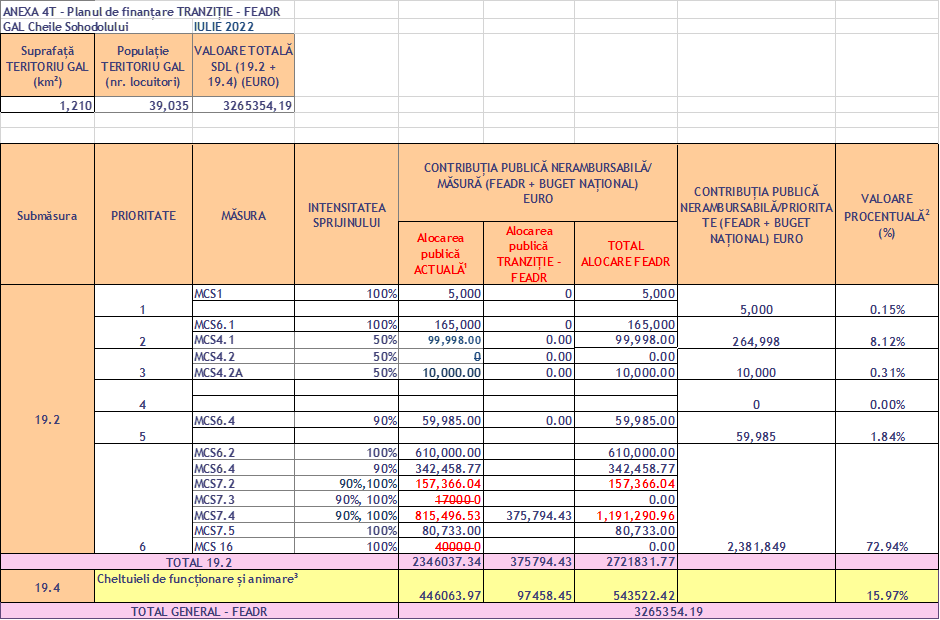 ANEXA 4T - Planul de finanțare TRANZIȚIE - FEADR
GAL Cheile Sohodolului IULIE 2022
Suprafață TERITORIU GAL (km²) Populație TERITORIU GAL (nr. locuitori) VALOARE TOTALĂ SDL (19.2 + 19.4) (EURO)
1,210 39,035 3265354,19
Submăsura PRIORITATE MĂSURA INTENSITATEA SPRIJINULUI CONTRIBUȚIA PUBLICĂ NERAMBURSABILĂ/ MĂSURĂ (FEADR + BUGET NAȚIONAL) EURO CONTRIBUȚIA PUBLICĂ NERAMBURSABILĂ/PRIORITA TE (FEADR + BUGET NAȚIONAL) EURO VALOARE PROCENTUALĂ² (%)
Alocarea publică ACTUALĂ¹ Alocarea publică TRANZIȚIE - FEADR TOTAL ALOCARE FEADR
19.2
MCS1 100% 5,000 0 5,000
1 5,000 0.15%
MCS6.1 100% 165,000 0 165,000
2 MCS4.1 50% 99,998.00 0.00 99,998.00 264,998 8.12%
MCS4.2 50% 0 0.00 0.00
3 MCS4.2A 50% 10,000.00 0.00 10,000.00 10,000 0.31%
4 0 0.00%
MCS6.4 90% 59,985.00 0.00 59,985.00
5 59,985 1.84%
MCS6.2 100% 610,000.00 610,000.00
MCS6.4 90% 342,458.77 342,458.77
MCS7.2 90%,100% 157,366.04 157,366.04
MCS7.3 90%, 100% 17000 0 0.00
MCS7.4 90%, 100% 815,496.53 375,794.43 1,191,290.96
MCS7.5 100% 80,733.00 80,733.00
6 MCS 16 100% 40000 0 0.00 2,381,849 72.94%
TOTAL 19.2 2346037.34 375794.43 2721831.77
19.4 Cheltuieli de funcționare și animare³ 446063.97 97458.45 543522.42 15.97%
TOTAL GENERAL - FEADR 3265354.19